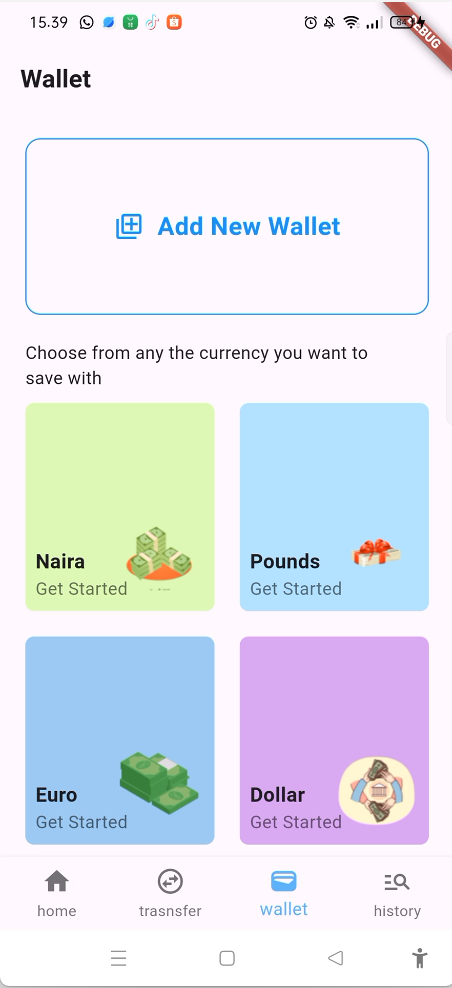 15.39
84
DEBUG
Wallet
Add New Wallet
Choose from any the currency you want to
save with
Naira
Get Started
Pounds
Get Started
Euro
Get Started
Dollar
Get Started
home
trasnsfer
wallet
history